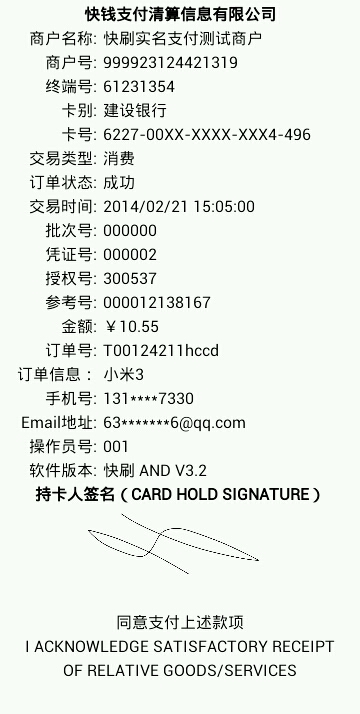 快钱支付清算信息有限公司
商户名称: 快刷实名支付测试商户
商户号: 999923124421319
终端号: 61231354
卡别: 建设银行
卡号: 6227-00XX-XXXX-XXX4-496
交易类型: 消费
订单状态: 成功
交易时间: 2014/02/21 15:05:00
批次号: 000000
凭证号: 000002
授权号: 300537
参考号: 000012138167
金额: ￥10.55
订单号: T00124211hccd
订单信息： 小米3
手机号: 131****7330
Email地址: 63*******6@qq.com
操作员号: 001
软件版本: 快刷 AND V3.2
持卡人签名（CARD HOLD SIGNATURE）
同意支付上述款项
I ACKNOWLEDGE SATISFACTORY RECEIPT
OF RELATIVE GOODS/SERVICES